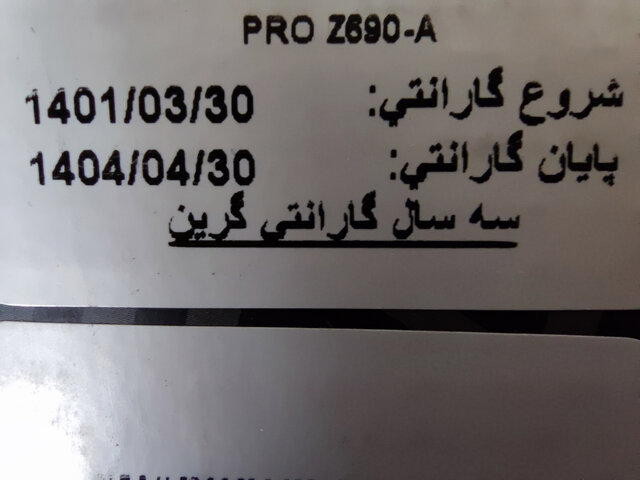 PRO Z690-A
شروع گارانتي: 1401/03/30
پايان گارانتي: 1404/04/30
سه سال گارانتي گرين